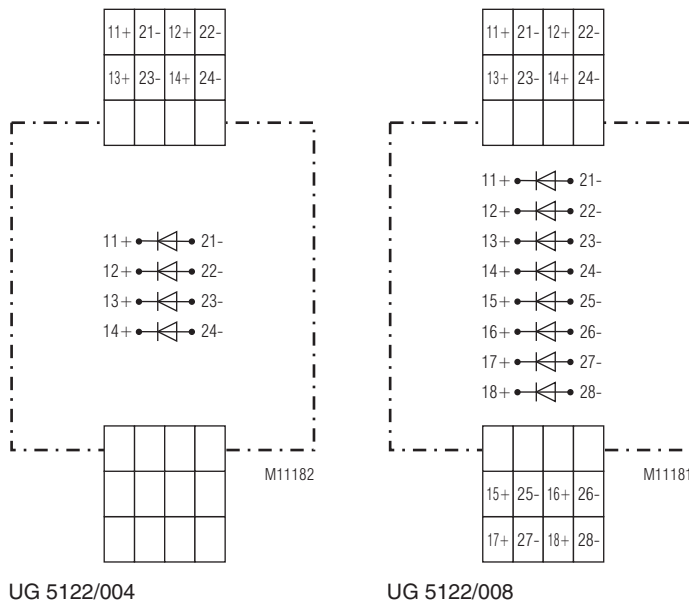 11+ 21- 12+ 22-
13+ 23- 14+ 24-
11+ 21-
12+ 22-
13+ 23-
14+ 24-
M11182
UG 5122/004
11+ 21- 12+ 22-
13+ 23- 14+ 24-
11+ 21-
12+ 22-
13+ 23-
14+ 24-
15+ 25-
16+ 26-
17+ 27-
18+ 28-
M11181
15+ 25- 16+ 26-
17+ 27- 18+ 28-
UG 5122/008